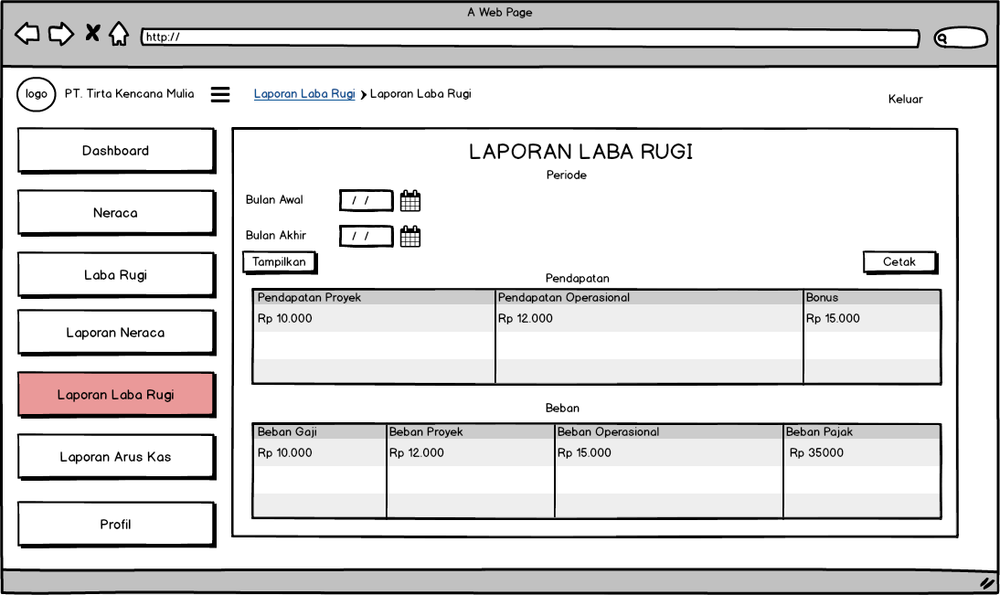 A Web Page
http://
logo
PT. Tirta Kencana Mulia
Laporan Laba Rugi
Laporan Laba Rugi
Keluar
Dashboard
Neraca
Laba Rugi
Laporan Neraca
Laporan Laba Rugi
Laporan Arus Kas
Profil
LAPORAN LABA RUGI
Periode
Bulan Awal / /
Bulan Akhir / /
Tampilkan
Cetak
Pendapatan
Pendapatan Proyek Pendapatan Operasional Bonus
Rp 10.000 Rp 12.000 Rp 15.000
Beban
Beban Gaji Beban Proyek Beban Operasional Beban Pajak
Rp 10.000 Rp 12.000 Rp 15.000 Rp 35000